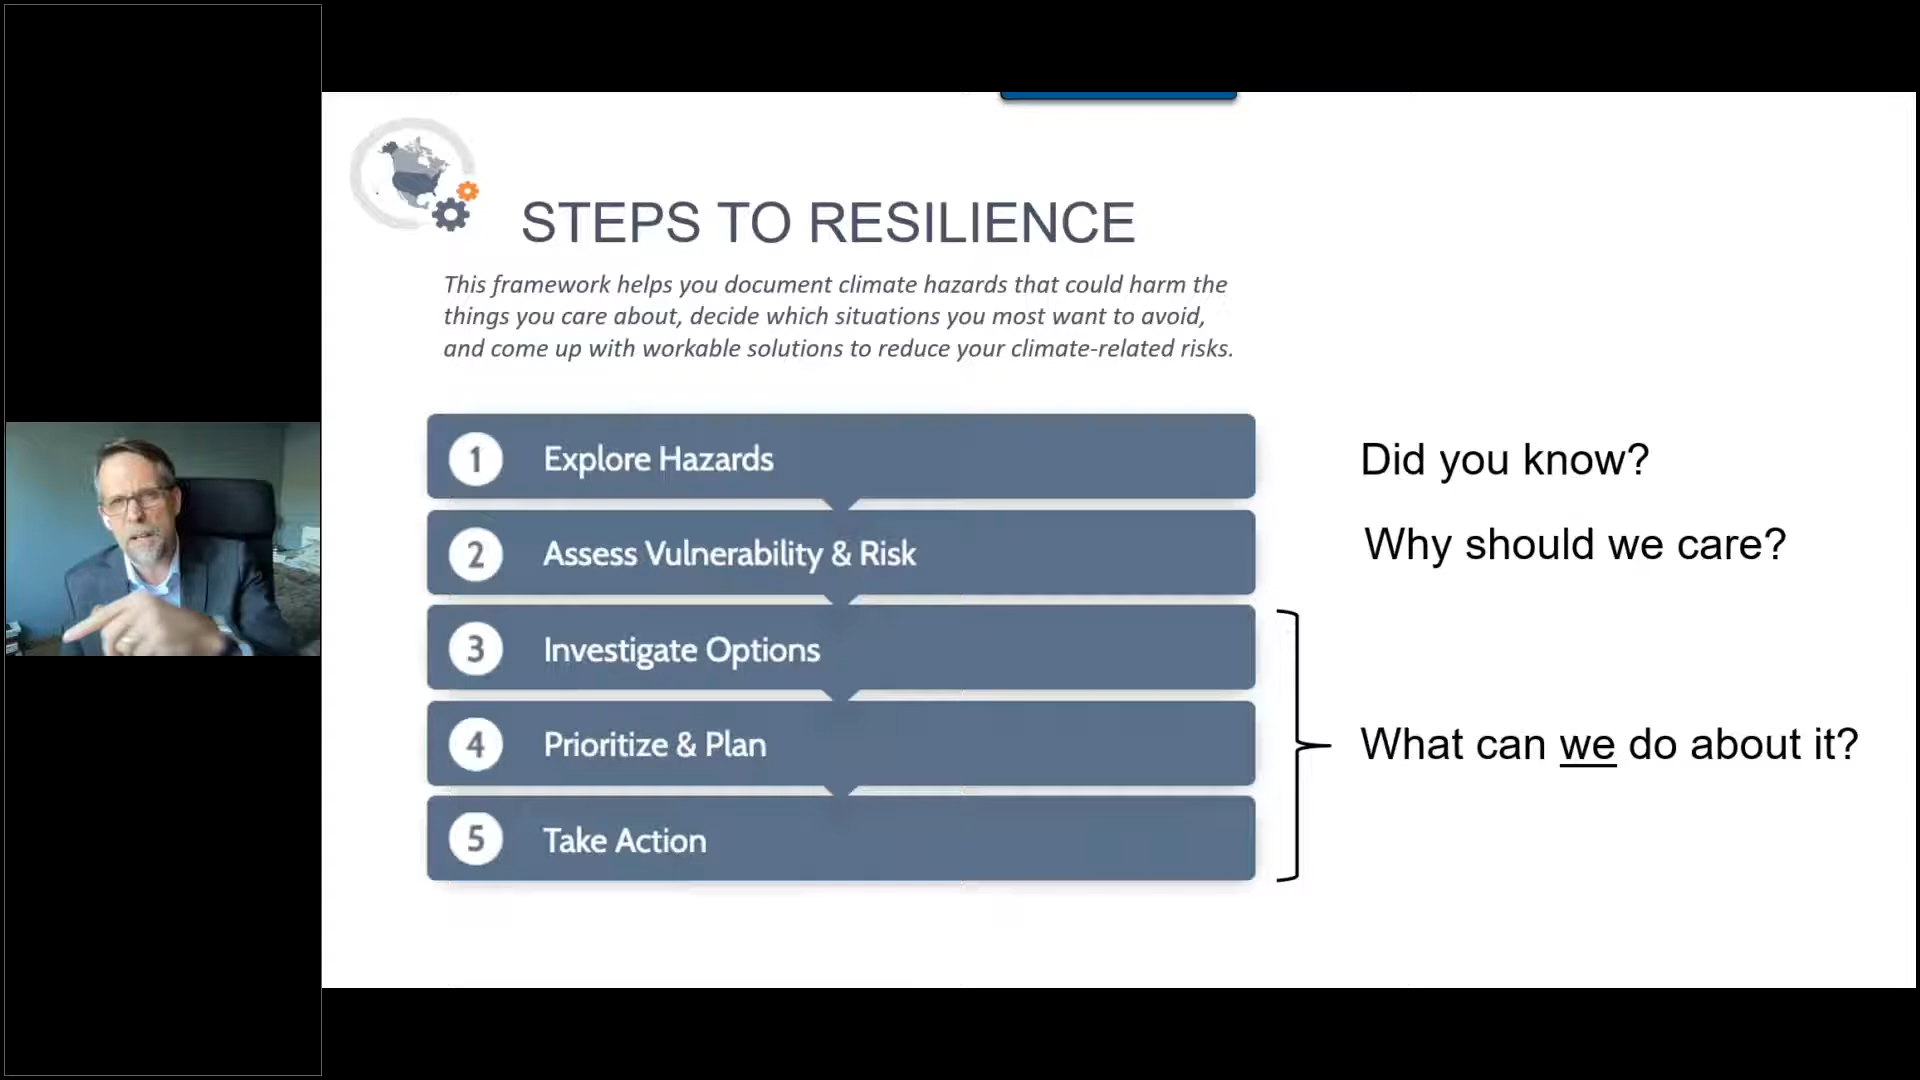 STEPS TO RESILIENCE
This framework helps you document climate hazards that could harm the
things you care about, decide which situations you most want to avoid,
and come up with workable solutions to reduce your climate-related risks.
1 Explore Hazards
Did you know?
2 Assess Vulnerability & Risk
Why should we care?
3 Investigate Options
4 Prioritize & Plan
What can we do about it?
5 Take Action